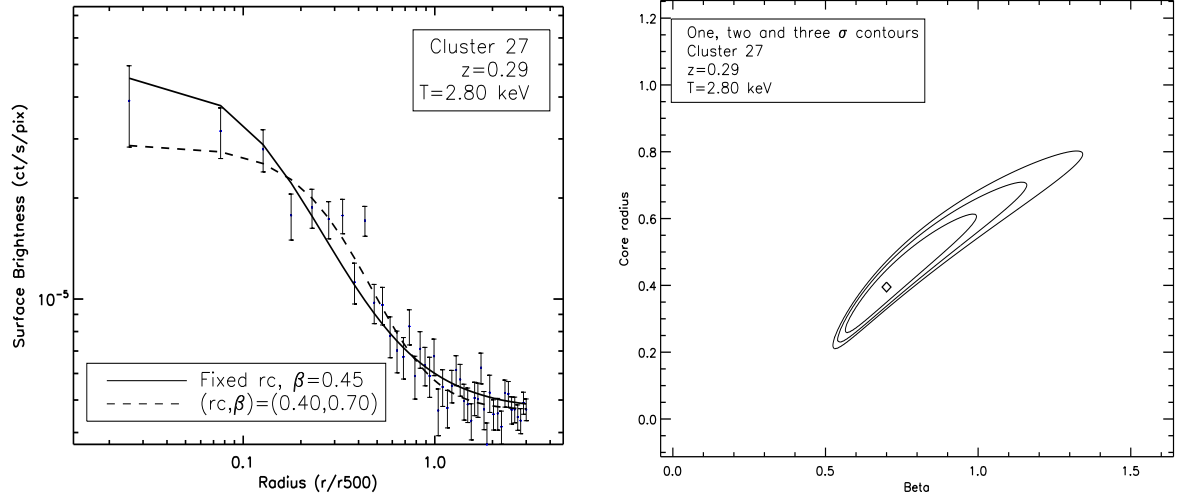 Cluster 27
z=0.29
T=2.80 keV
Surface Brightness (ct/s/pix)
10⁻⁵
Fixed rc, β=0.45
(rc,β)=(0.40,0.70)
0.1
1.0
Radius (r/r500)
One, two and three σ contours
Cluster 27
z=0.29
T=2.80 keV
Core radius
1.2
1.0
0.8
0.6
0.4
0.2
0.0
0.0
0.5
1.0
1.5
Beta